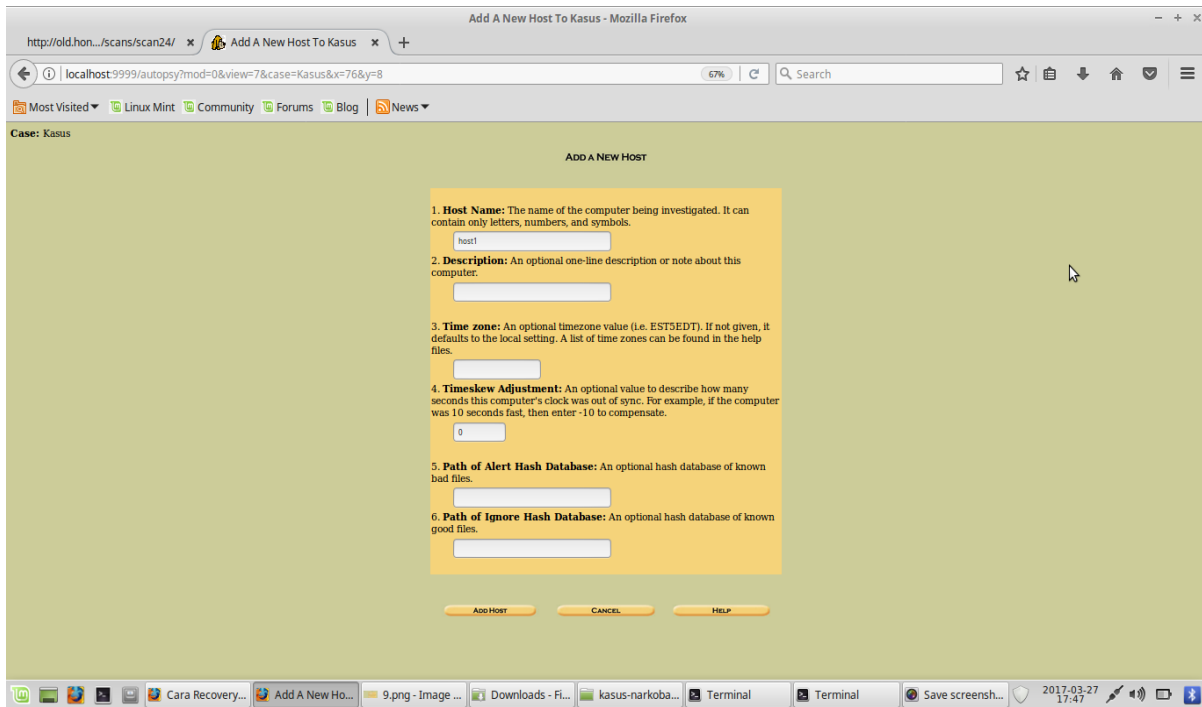 Add A New Host To Kasus - Mozilla Firefox
http://old.hon.../scans/scan24/
Add A New Host To Kasus
localhost:9999/autopsy?mod=0&view=7&case=Kasus&x=76&y=8
67%
Search
Most Visited
Linux Mint
Community
Forums
Blog
News
Case: Kasus
ADD A NEW HOST
1. Host Name: The name of the computer being investigated. It can
contain only letters, numbers, and symbols.
host1
2. Description: An optional one-line description or note about this
computer.
3. Time zone: An optional timezone value (i.e. EST5EDT). If not given, it
defaults to the local setting. A list of time zones can be found in the help
files.
4. Timeskew Adjustment: An optional value to describe how many
seconds this computer's clock was out of sync. For example, if the computer
was 10 seconds fast, then enter -10 to compensate.
0
5. Path of Alert Hash Database: An optional hash database of known
bad files.
6. Path of Ignore Hash Database: An optional hash database of known
good files.
ADD HOST
CANCEL
HELP
Cara Recovery...
Add A New Ho...
9.png - Image ...
Downloads - Fi...
kasus-narkoba...
Terminal
Terminal
Save screensh...
2017-03-27
17:47